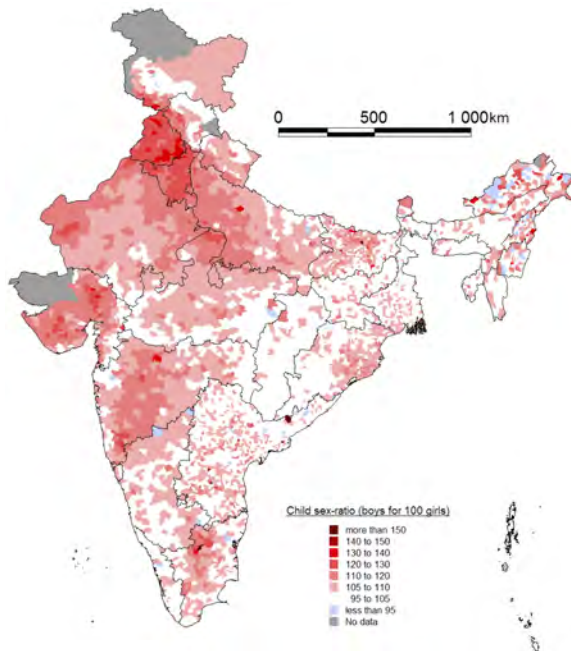 0 500 1 000km
Child sex-ratio (boys for 100 girls)
more than 150
140 to 150
130 to 140
120 to 130
110 to 120
105 to 110
95 to 105
less than 95
No data